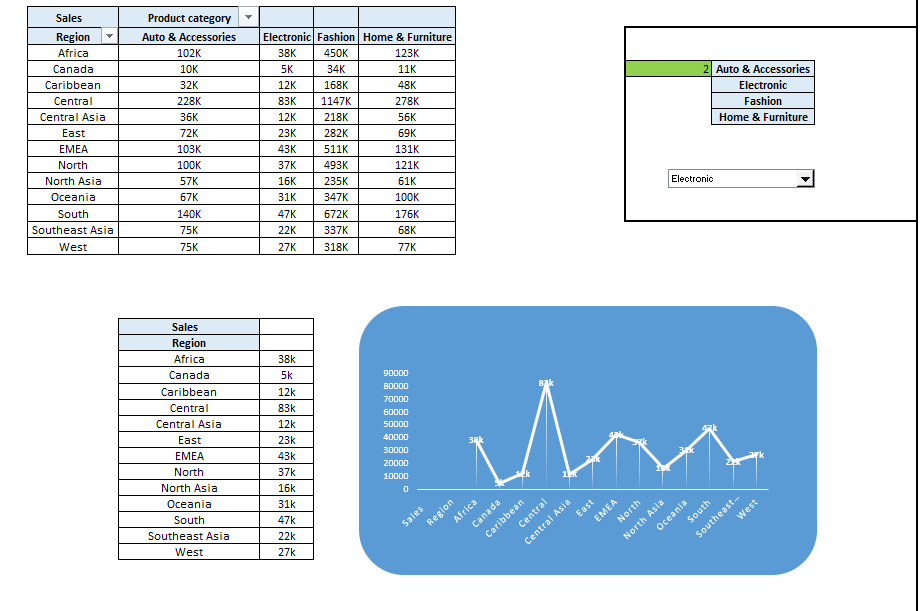 Sales Product category
Region Auto & Accessories Electronic Fashion Home & Furniture
Africa 102K 38K 450K 123K
Canada 10K 5K 34K 11K
Caribbean 32K 12K 168K 48K
Central 228K 83K 1147K 278K
Central Asia 36K 12K 218K 56K
East 72K 23K 282K 69K
EMEA 103K 43K 511K 131K
North 100K 37K 493K 121K
North Asia 57K 16K 235K 61K
Oceania 67K 31K 347K 100K
South 140K 47K 672K 176K
Southeast Asia 75K 22K 337K 68K
West 75K 27K 318K 77K
2 Auto & Accessories
Electronic
Fashion
Home & Furniture
Electronic
Sales
Region
Africa 38k
Canada 5k
Caribbean 12k
Central 83k
Central Asia 12k
East 23k
EMEA 43k
North 37k
North Asia 16k
Oceania 31k
South 47k
Southeast Asia 22k
West 27k
90000
80000
70000
60000
50000
40000
30000
20000
10000
0
38k 5k 12k 83k 12k 23k 43k 37k 16k 31k 47k 22k 27k
Sales Region Africa Canada Caribbean Central Central Asia East EMEA North North Asia Oceania South Southeast... West